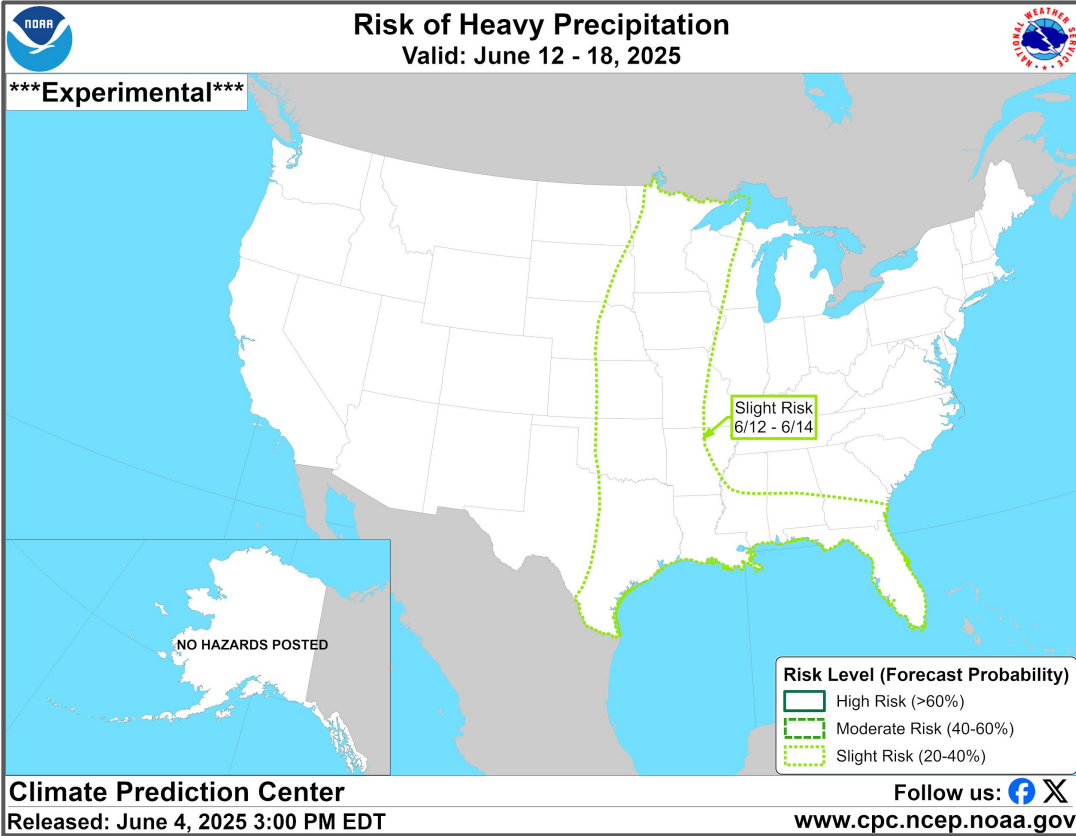 NOAA
Risk of Heavy Precipitation
Valid: June 12 - 18, 2025
NATIONAL WEATHER SERVICE
***Experimental***
Slight Risk
6/12 - 6/14
NO HAZARDS POSTED
Risk Level (Forecast Probability)
High Risk (>60%)
Moderate Risk (40-60%)
Slight Risk (20-40%)
Climate Prediction Center
Follow us:
Released: June 4, 2025 3:00 PM EDT
www.cpc.ncep.noaa.gov